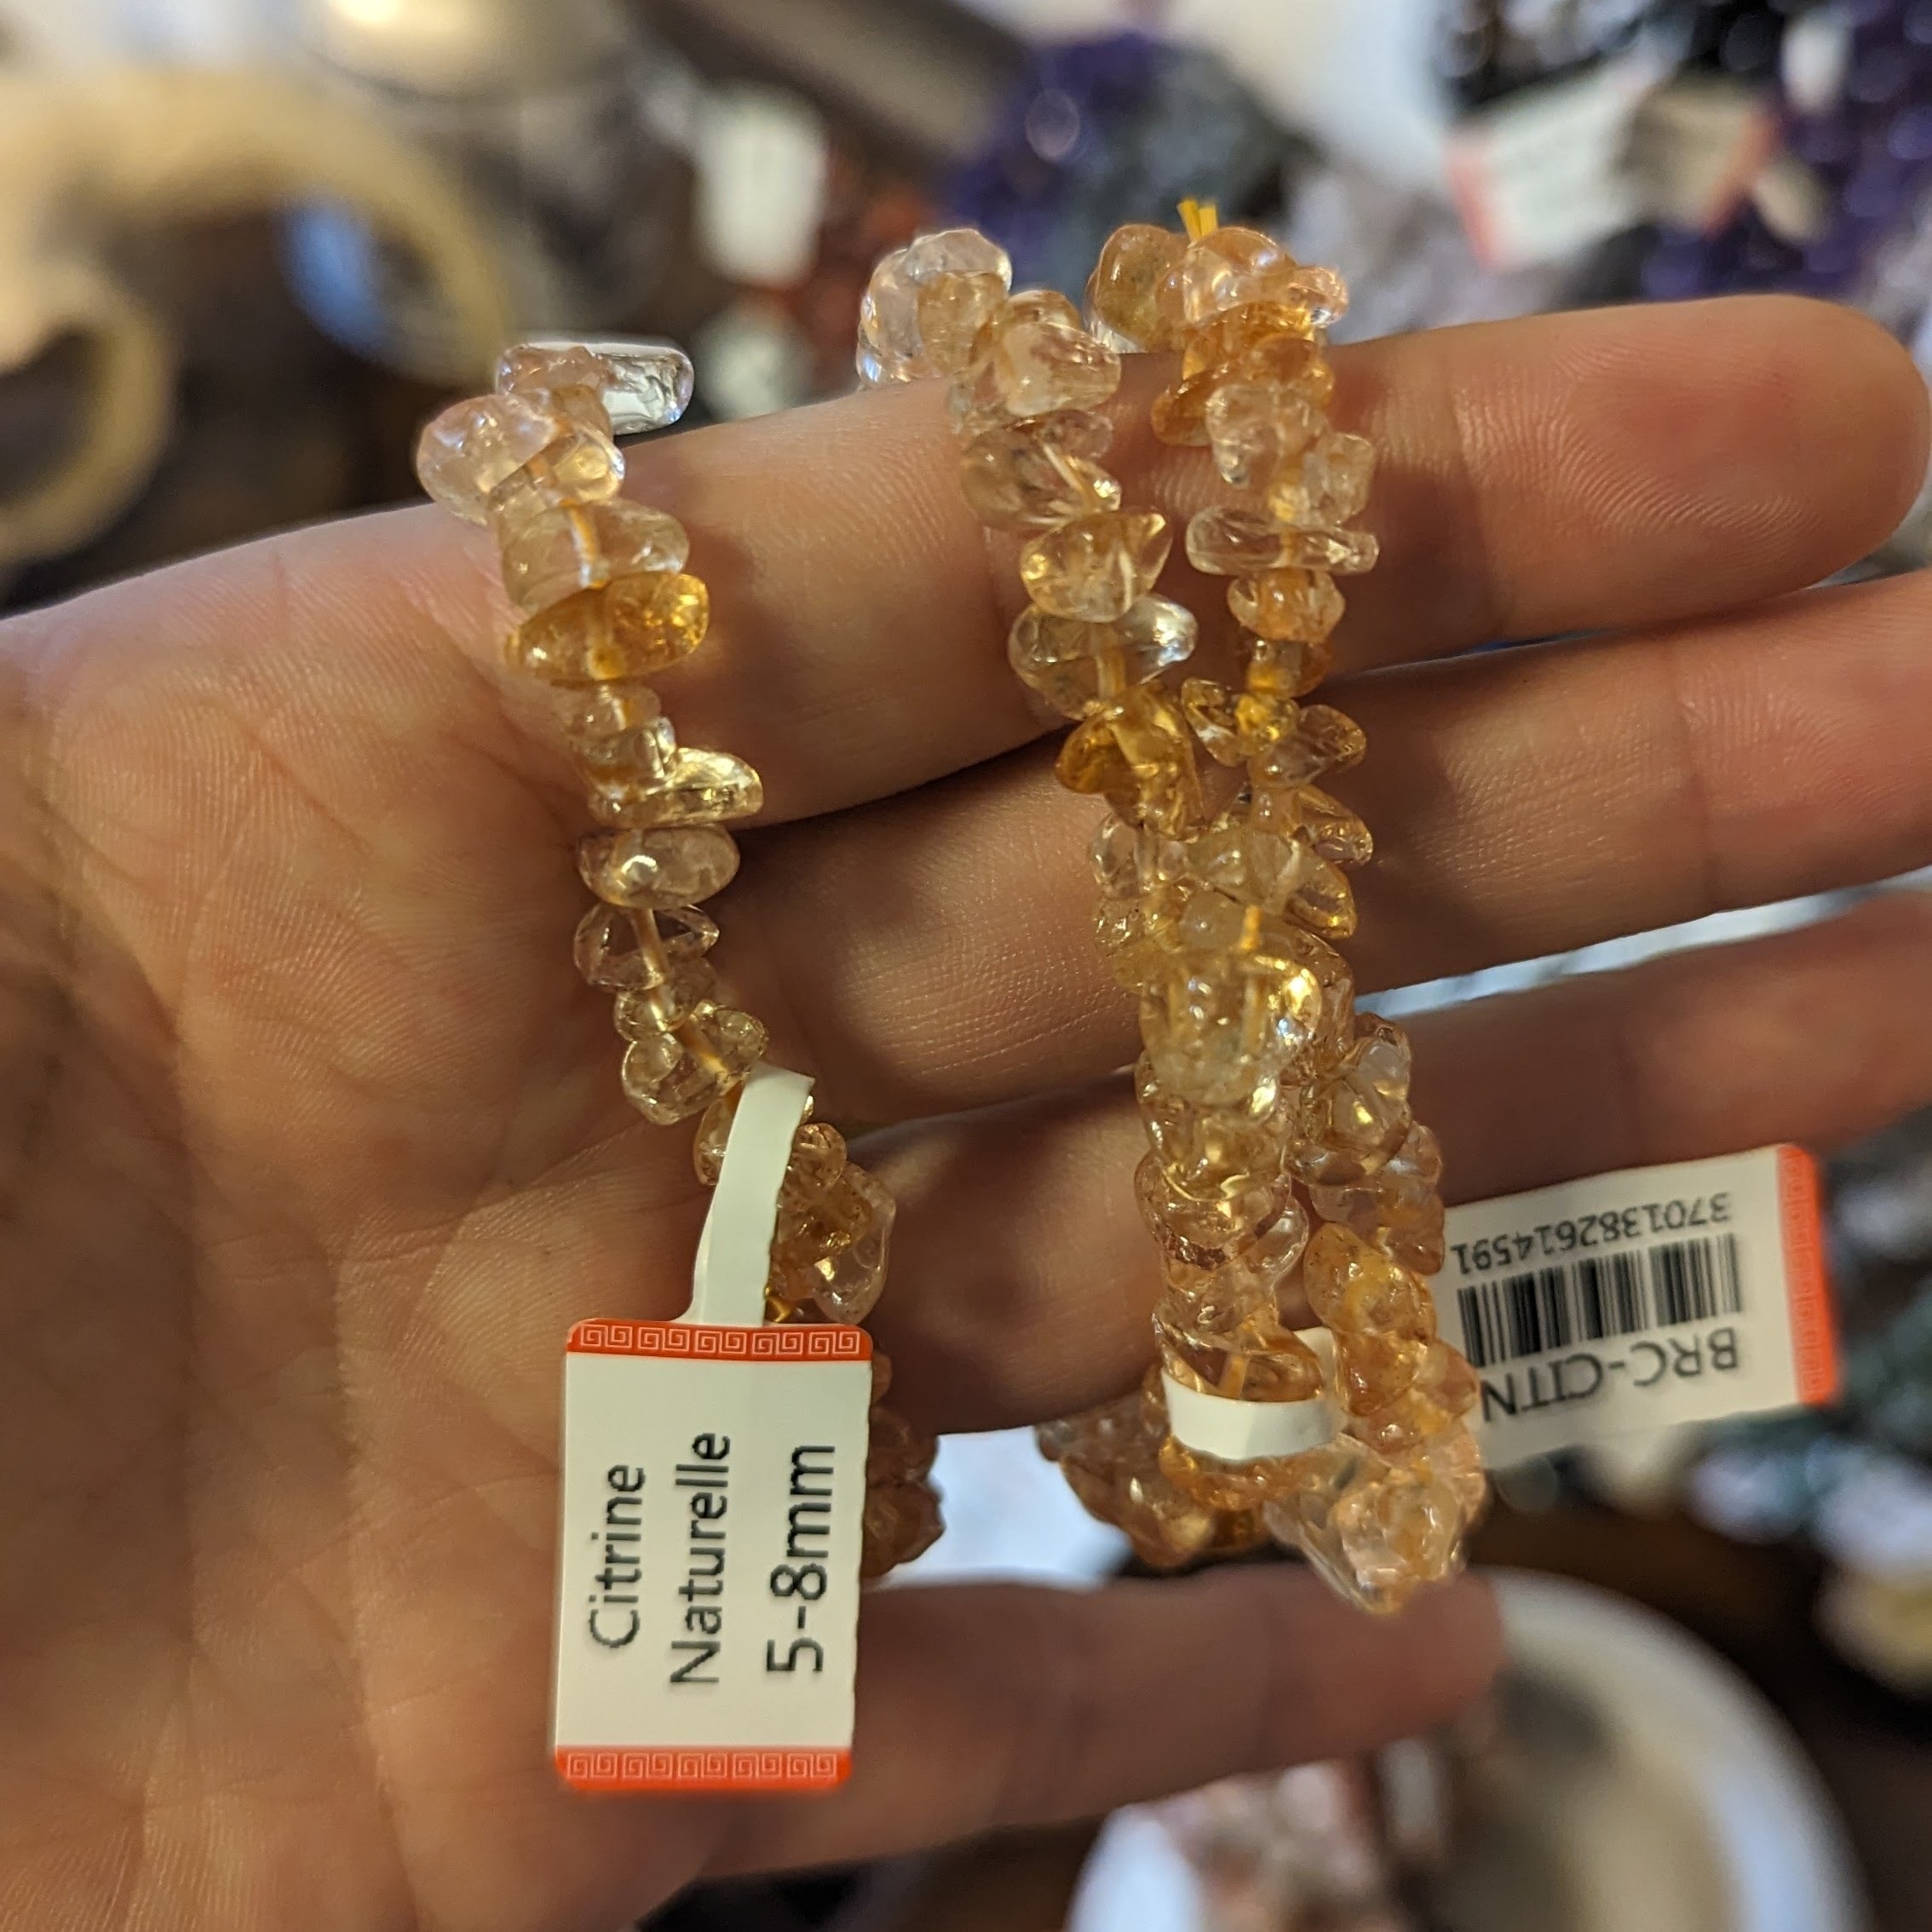 Citrine
Naturelle
5-8mm
BRC-CITN
3701382614591